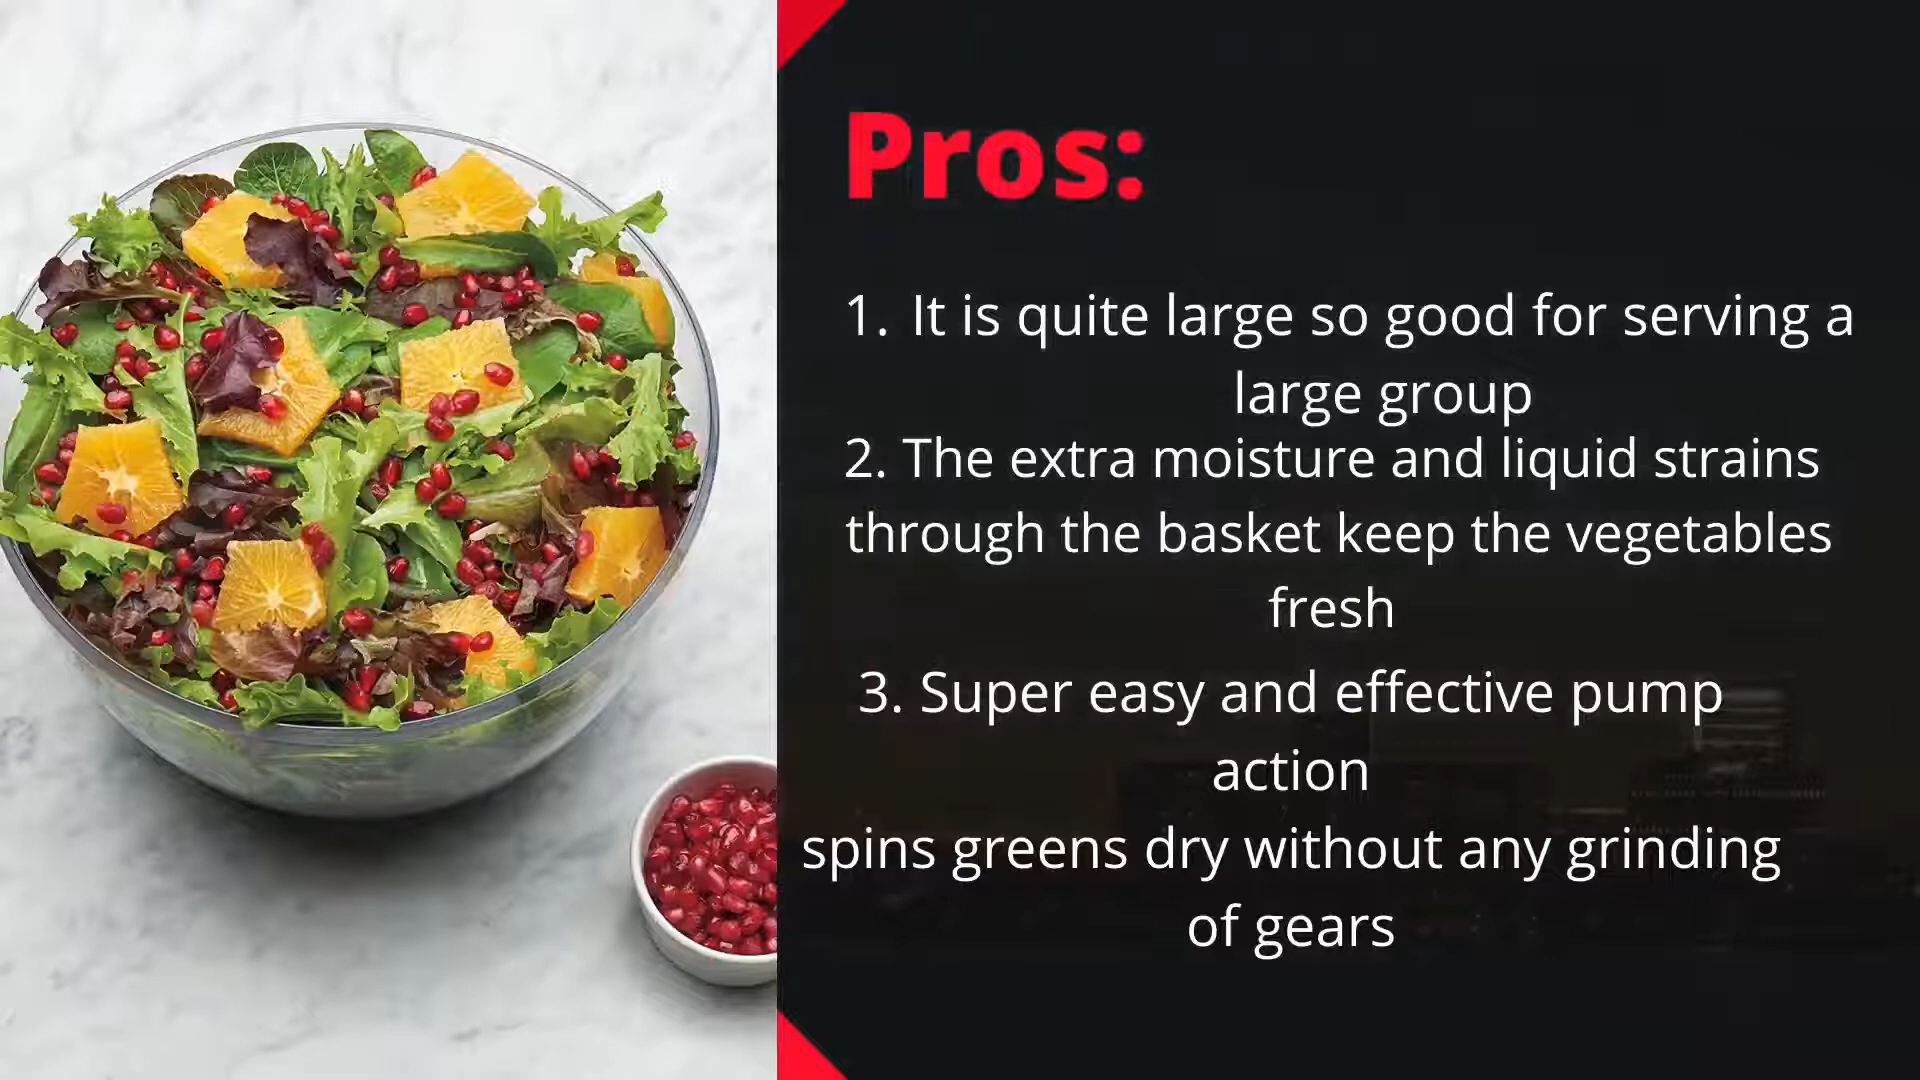 Pros:
1. It is quite large so good for serving a
large group
2. The extra moisture and liquid strains
through the basket keep the vegetables
fresh
3. Super easy and effective pump
action
spins greens dry without any grinding
of gears